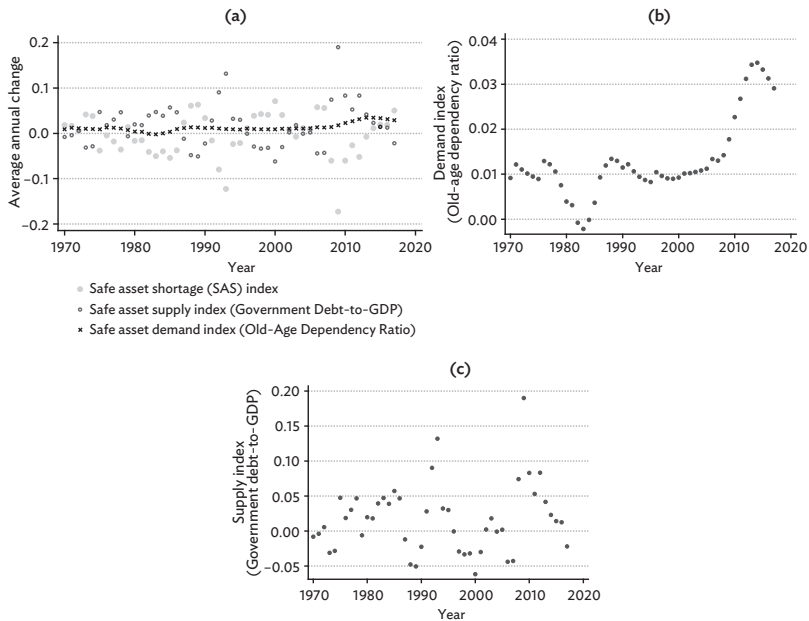 (a)
0.2
0.1
0.0
−0.1
−0.2
Average annual change
1970 1980 1990 2000 2010 2020
Year
Safe asset shortage (SAS) index
Safe asset supply index (Government Debt-to-GDP)
Safe asset demand index (Old-Age Dependency Ratio)
(b)
0.04
0.03
0.02
0.01
0.00
Demand index
(Old-age dependency ratio)
1970 1980 1990 2000 2010 2020
Year
(c)
0.20
0.15
0.10
0.05
0.00
−0.05
Supply index
(Government debt-to-GDP)
1970 1980 1990 2000 2010 2020
Year